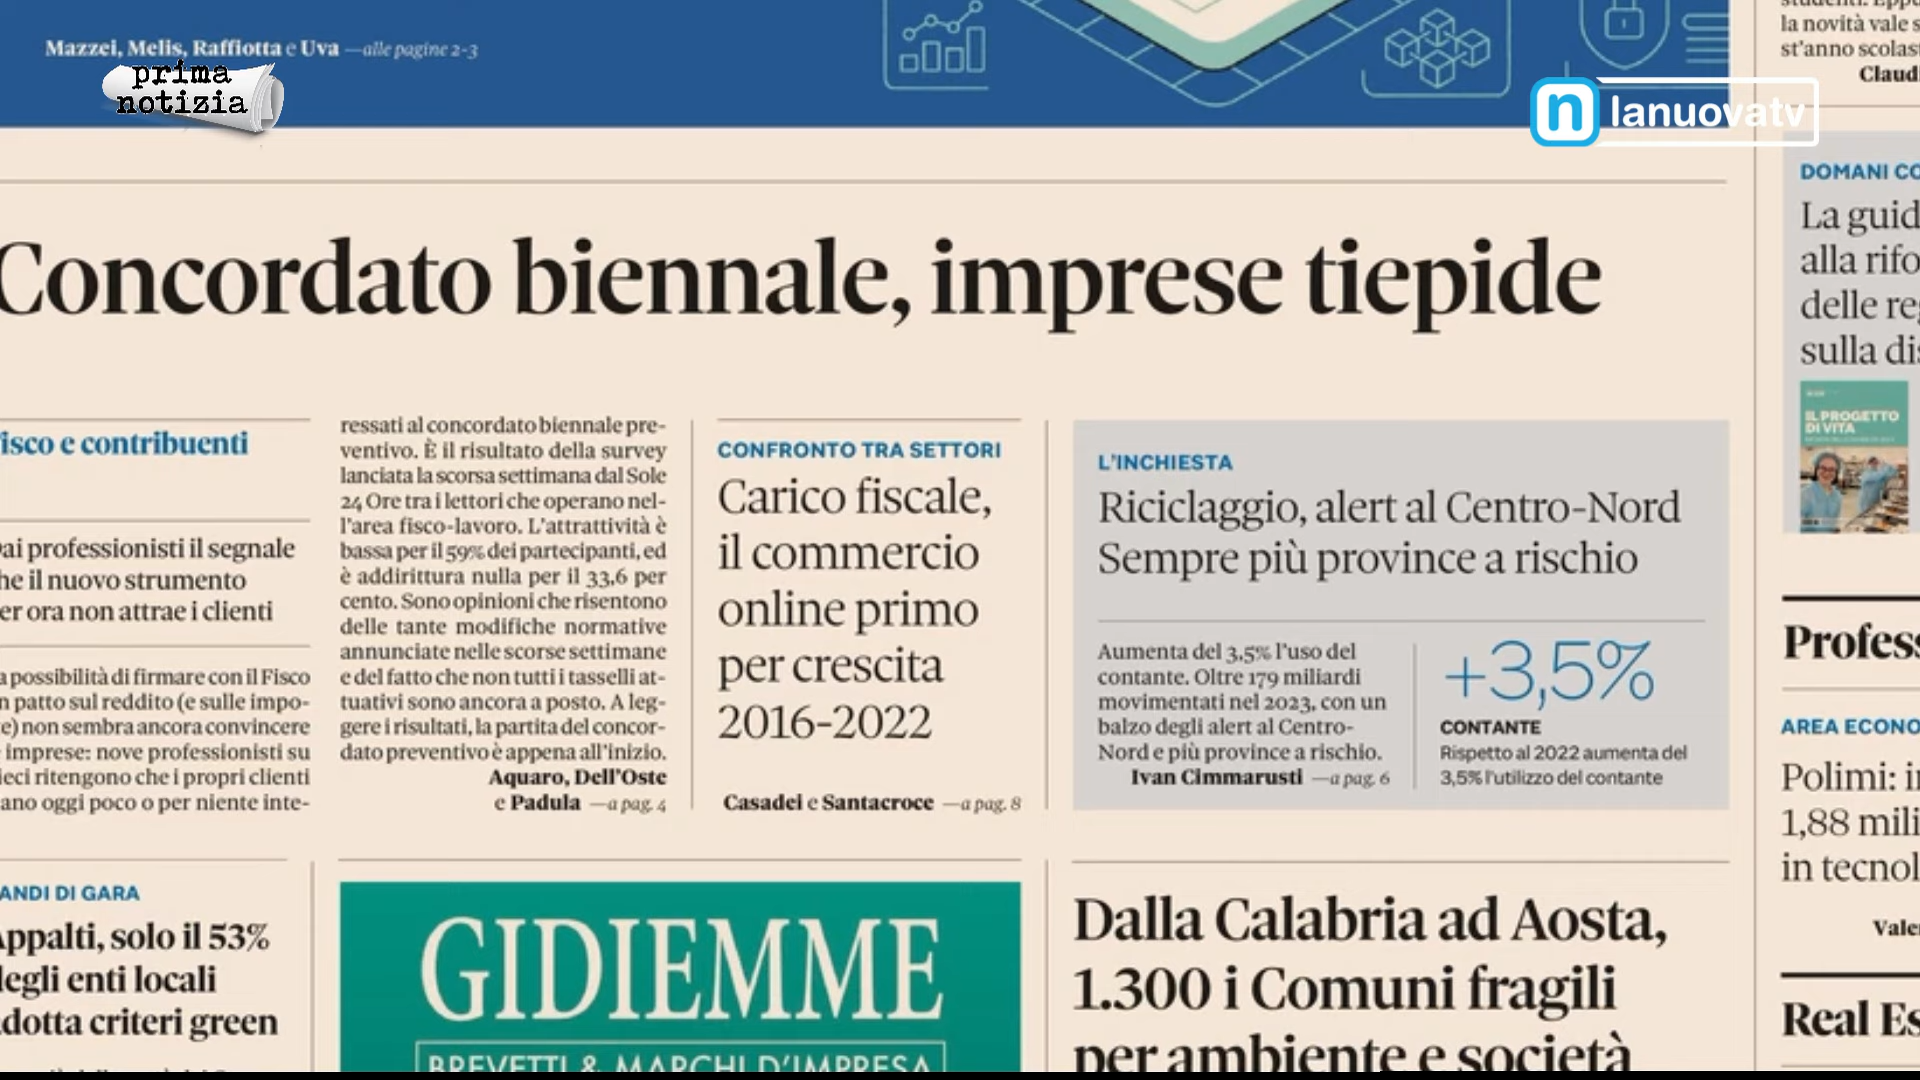 Mazzei, Melis, Raffiotta e Uva —alle pagine 2-3
prima
notizia
la novità vale
st'anno
lanuovatv
Concordato biennale, imprese tiepide
isco e contribuenti
ai professionisti il segnale
he il nuovo strumento
er ora non attrae i clienti
a possibilità di firmare con il Fisco
n patto sul reddito (e sulle impo-
e) non sembra ancora convincere
imprese: nove professionisti su
ieci ritengono che i propri clienti
ano oggi poco o per niente inte-
ressati al concordato biennale pre-
ventivo. È il risultato della survey
lanciata la scorsa settimana dal Sole
24 Ore tra i lettori che operano nel-
l'area fisco-lavoro. L'attrattività è
bassa per il 59% dei partecipanti, ed
è addirittura nulla per il 33,6 per
cento. Sono opinioni che risentono
delle tante modifiche normative
annunciate nelle scorse settimane
e del fatto che non tutti i tasselli at-
tuativi sono ancora a posto. A leg-
gere i risultati, la partita del concor-
dato preventivo è appena all'inizio.
Aquaro, Dell'Oste
e Padula —a pag. 4
CONFRONTO TRA SETTORI
Carico fiscale,
il commercio
online primo
per crescita
2016-2022
Casadei e Santacroce —a pag. 8
L'INCHIESTA
Riciclaggio, alert al Centro-Nord
Sempre più province a rischio
Aumenta del 3,5% l'uso del
contante. Oltre 179 miliardi
movimentati nel 2023, con un
balzo degli alert al Centro-
Nord e più province a rischio.
Ivan Cimmarusti —a pag. 6
+3,5%
CONTANTE
Rispetto al 2022 aumenta del
3,5% l'utilizzo del contante
DOMANI CO
La guid
alla rifo
delle re
sulla di
IL PROGETTO
DI VITA
Profess
AREA ECONO
Polimi: i
1,88 mili
in tecnol
Vale
Real Es
ANDI DI GARA
Appalti, solo il 53%
degli enti locali
adotta criteri green
GIDIEMME
BREVETTI & MARCHI D'IMPRESA
Dalla Calabria ad Aosta,
1.300 i Comuni fragili
per ambiente e società